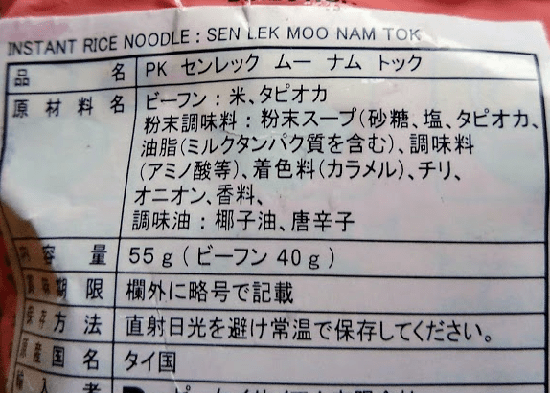 INSTANT RICE NOODLE : SEN LEK MOO NAM TOK
品 名 PK センレック ムー ナム トック
原 材 料 名 ビーフン : 米、タピオカ
粉末調味料 : 粉末スープ(砂糖、塩、タピオカ、
油脂(ミルクタンパク質を含む)、調味料
(アミノ酸等)、着色料(カラメル)、チリ、
オニオン、香料、
調味油 : 椰子油、唐辛子
内 容 量 55 g ( ビーフン 40 g )
賞 味 期 限 欄外に略号で記載
保 存 方 法 直射日光を避け常温で保存してください。
原 産 国 名 タイ国
輸 入 者